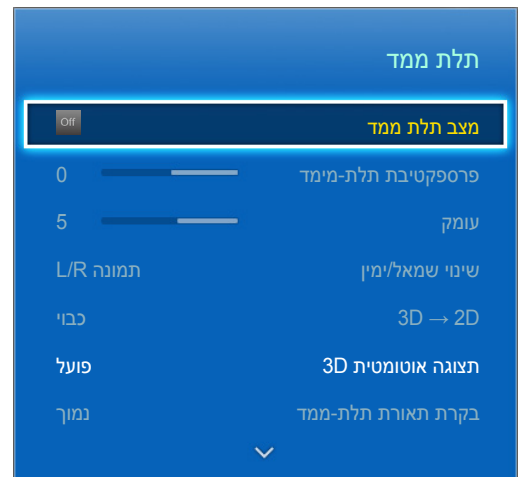 תלת ממד
מצב תלת ממד Off
פרספקטיבת תלת-מימד 0
עומק 5
שינוי שמאל/ימין תמונה L/R
3D → 2D כבוי
תצוגה אוטומטית 3D פועל
בקרת תאורת תלת-ממד נמוך